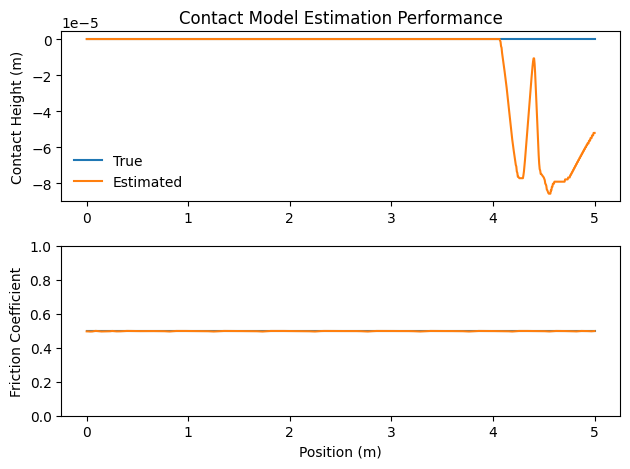 Contact Model Estimation Performance
1e−5
Contact Height (m)
0
−2
−4
−6
−8
True
Estimated
0 1 2 3 4 5
Friction Coefficient
1.0
0.8
0.6
0.4
0.2
0.0
0 1 2 3 4 5
Position (m)